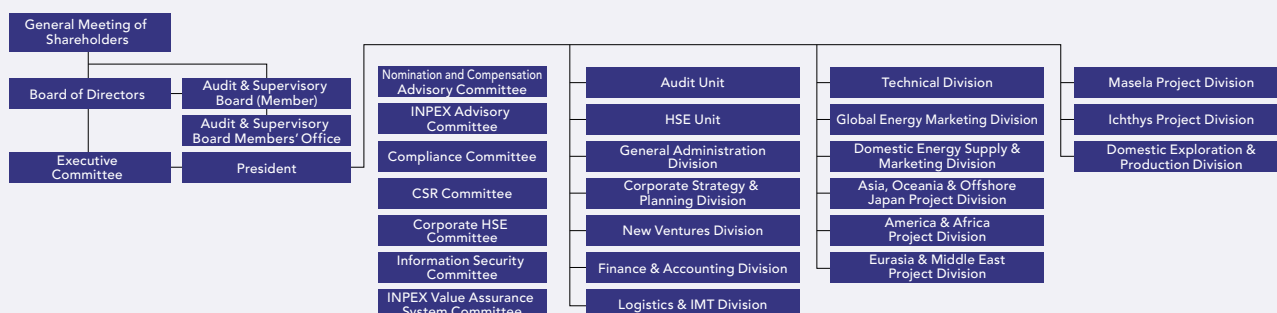 General Meeting of
Shareholders
Board of Directors
Audit & Supervisory
Board (Member)
Audit & Supervisory
Board Members' Office
Executive
Committee
President
Nomination and Compensation
Advisory Committee
INPEX Advisory
Committee
Compliance Committee
CSR Committee
Corporate HSE
Committee
Information Security
Committee
INPEX Value Assurance
System Committee
Audit Unit
HSE Unit
General Administration
Division
Corporate Strategy &
Planning Division
New Ventures Division
Finance & Accounting Division
Logistics & IMT Division
Technical Division
Global Energy Marketing Division
Domestic Energy Supply &
Marketing Division
Asia, Oceania & Offshore
Japan Project Division
America & Africa
Project Division
Eurasia & Middle East
Project Division
Masela Project Division
Ichthys Project Division
Domestic Exploration &
Production Division